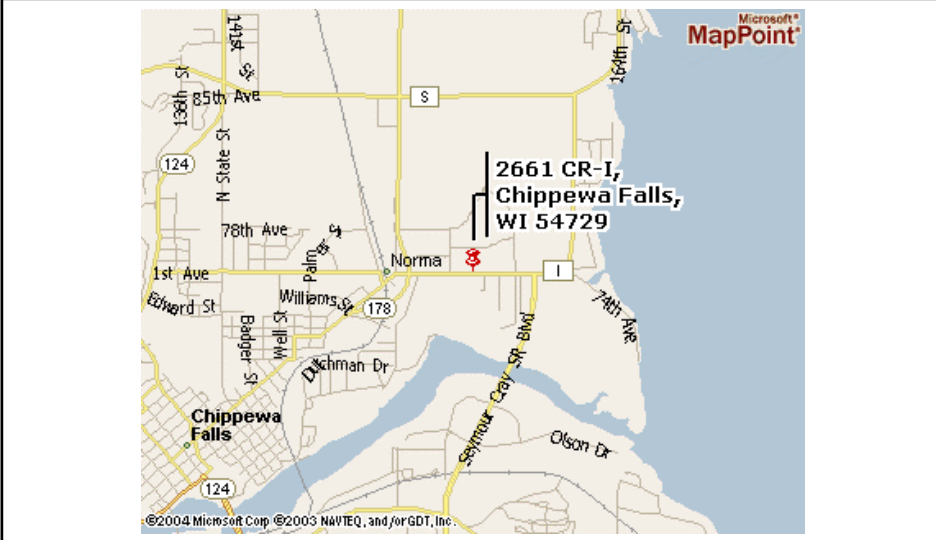 Microsoft®
MapPoint®
141st St
164th St
136th St
85th Ave
S
124
N State St
2661 CR-I,
Chippewa Falls,
WI 54729
78th Ave
Palmer St
Norma
1st Ave
I
Edward St
Williams St
178
74th Ave
Badger St
Well St
Dutchman Dr
Seymour Cray SR Blvd
Chippewa
Falls
Olson Dr
124
©2004 Microsoft Corp ©2003 NAVTEQ, and/or GDT, Inc.